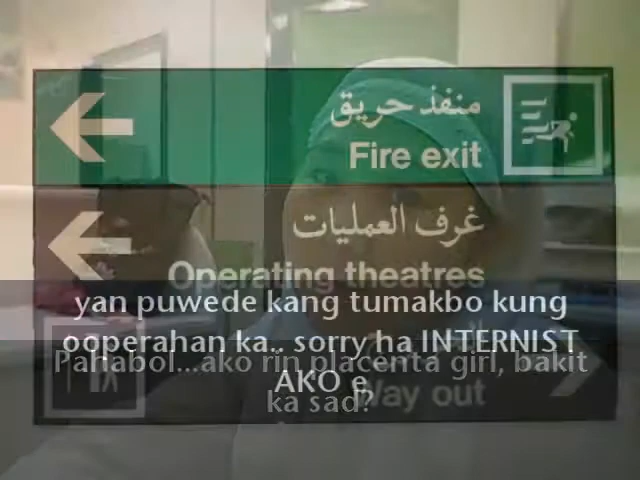 منفذ حريق
Fire exit
غرف العمليات
Operating theatres
yan puwede kang tumakbo kung
ooperahan ka.. sorry ha INTERNIST
AKO e
Pahabol...ako rin placenta girl, bakit
ka sad?
Way out